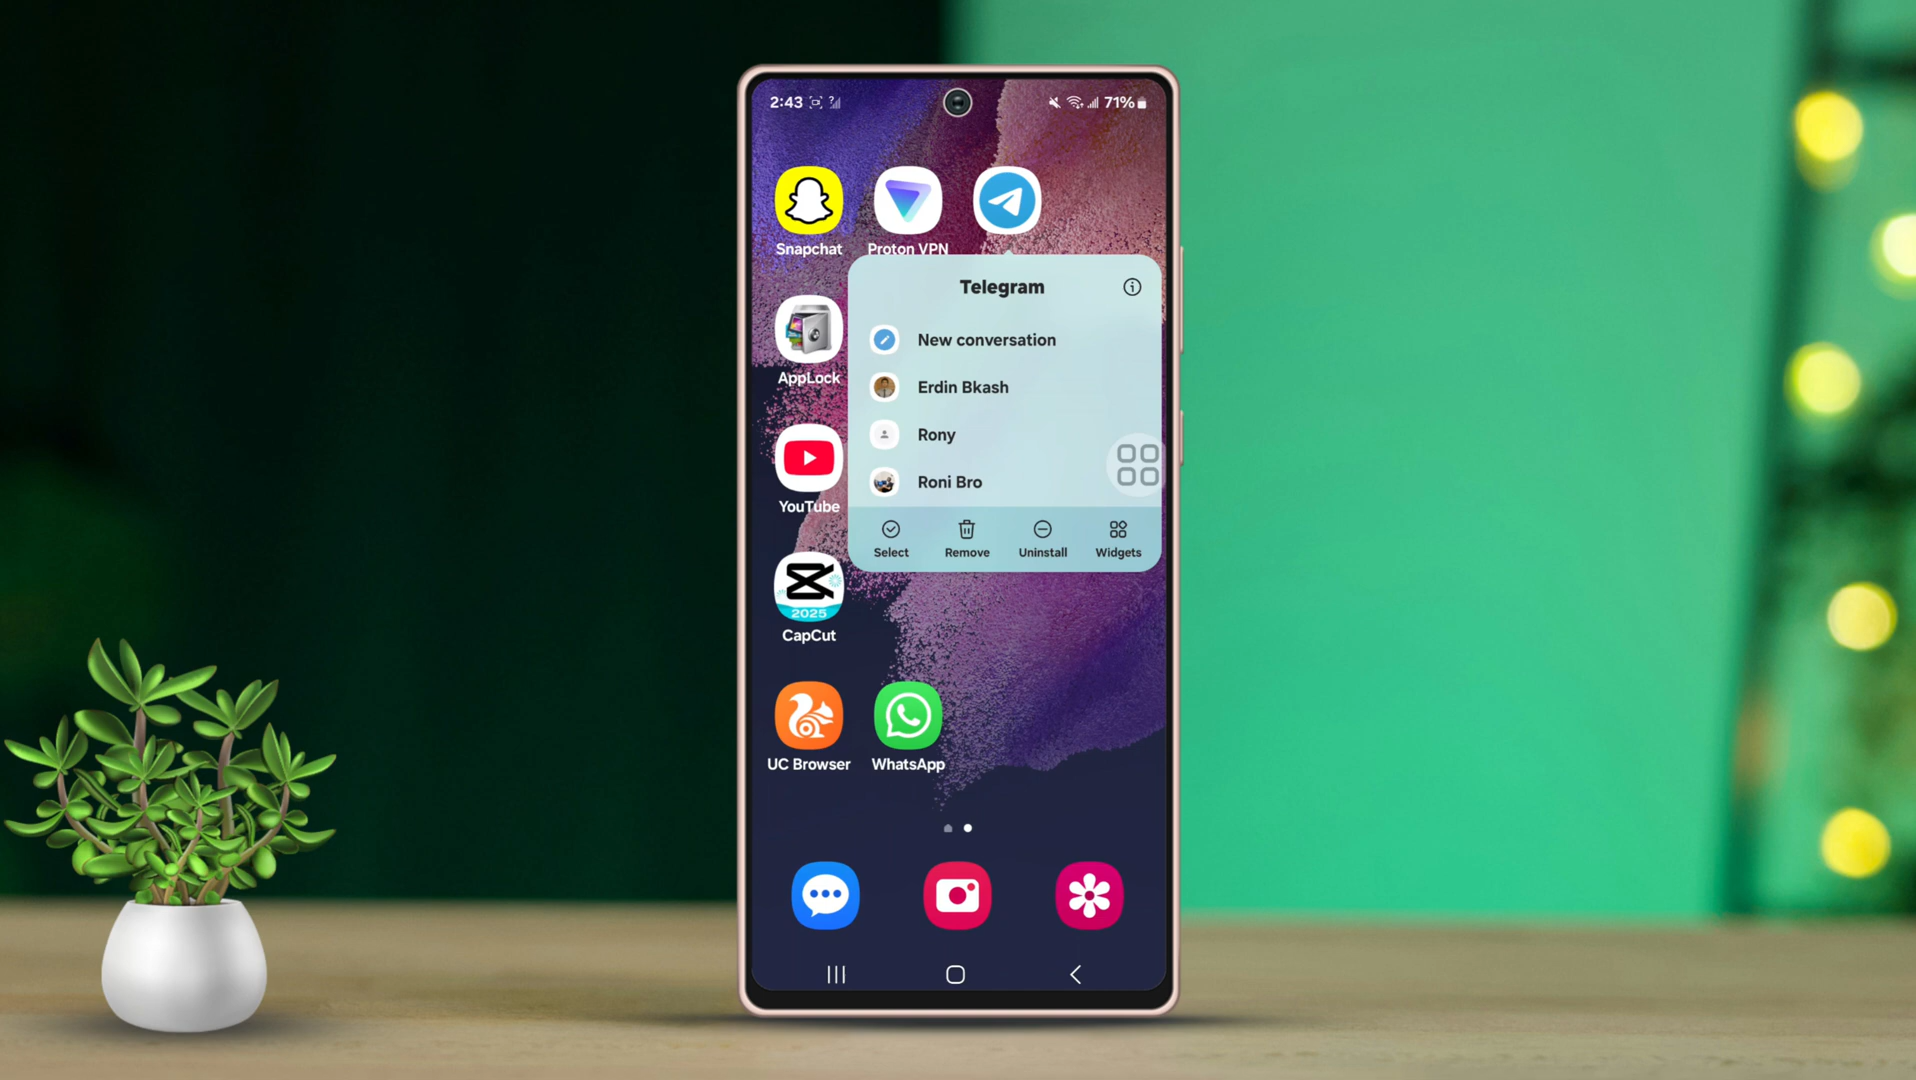 2:43
71%
Snapchat
Proton VPN
Telegram
New conversation
AppLock
Erdin Bkash
Rony
YouTube
Roni Bro
Select
Remove
Uninstall
Widgets
2025
CapCut
UC Browser
WhatsApp